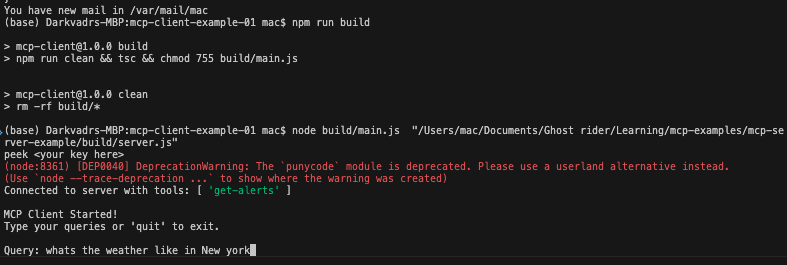 You have new mail in /var/mail/mac
(base) Darkvadrs-MBP:mcp-client-example-01 mac$ npm run build
> mcp-client@1.0.0 build
> npm run clean && tsc && chmod 755 build/main.js
> mcp-client@1.0.0 clean
> rm -rf build/*
(base) Darkvadrs-MBP:mcp-client-example-01 mac$ node build/main.js  "/Users/mac/Documents/Ghost rider/Learning/mcp-examples/mcp-se
rver-example/build/server.js"
peek <your key here>
(node:8361) [DEP0040] DeprecationWarning: The `punycode` module is deprecated. Please use a userland alternative instead.
(Use `node --trace-deprecation ...` to show where the warning was created)
Connected to server with tools: [ 'get-alerts' ]
MCP Client Started!
Type your queries or 'quit' to exit.
Query: whats the weather like in New york